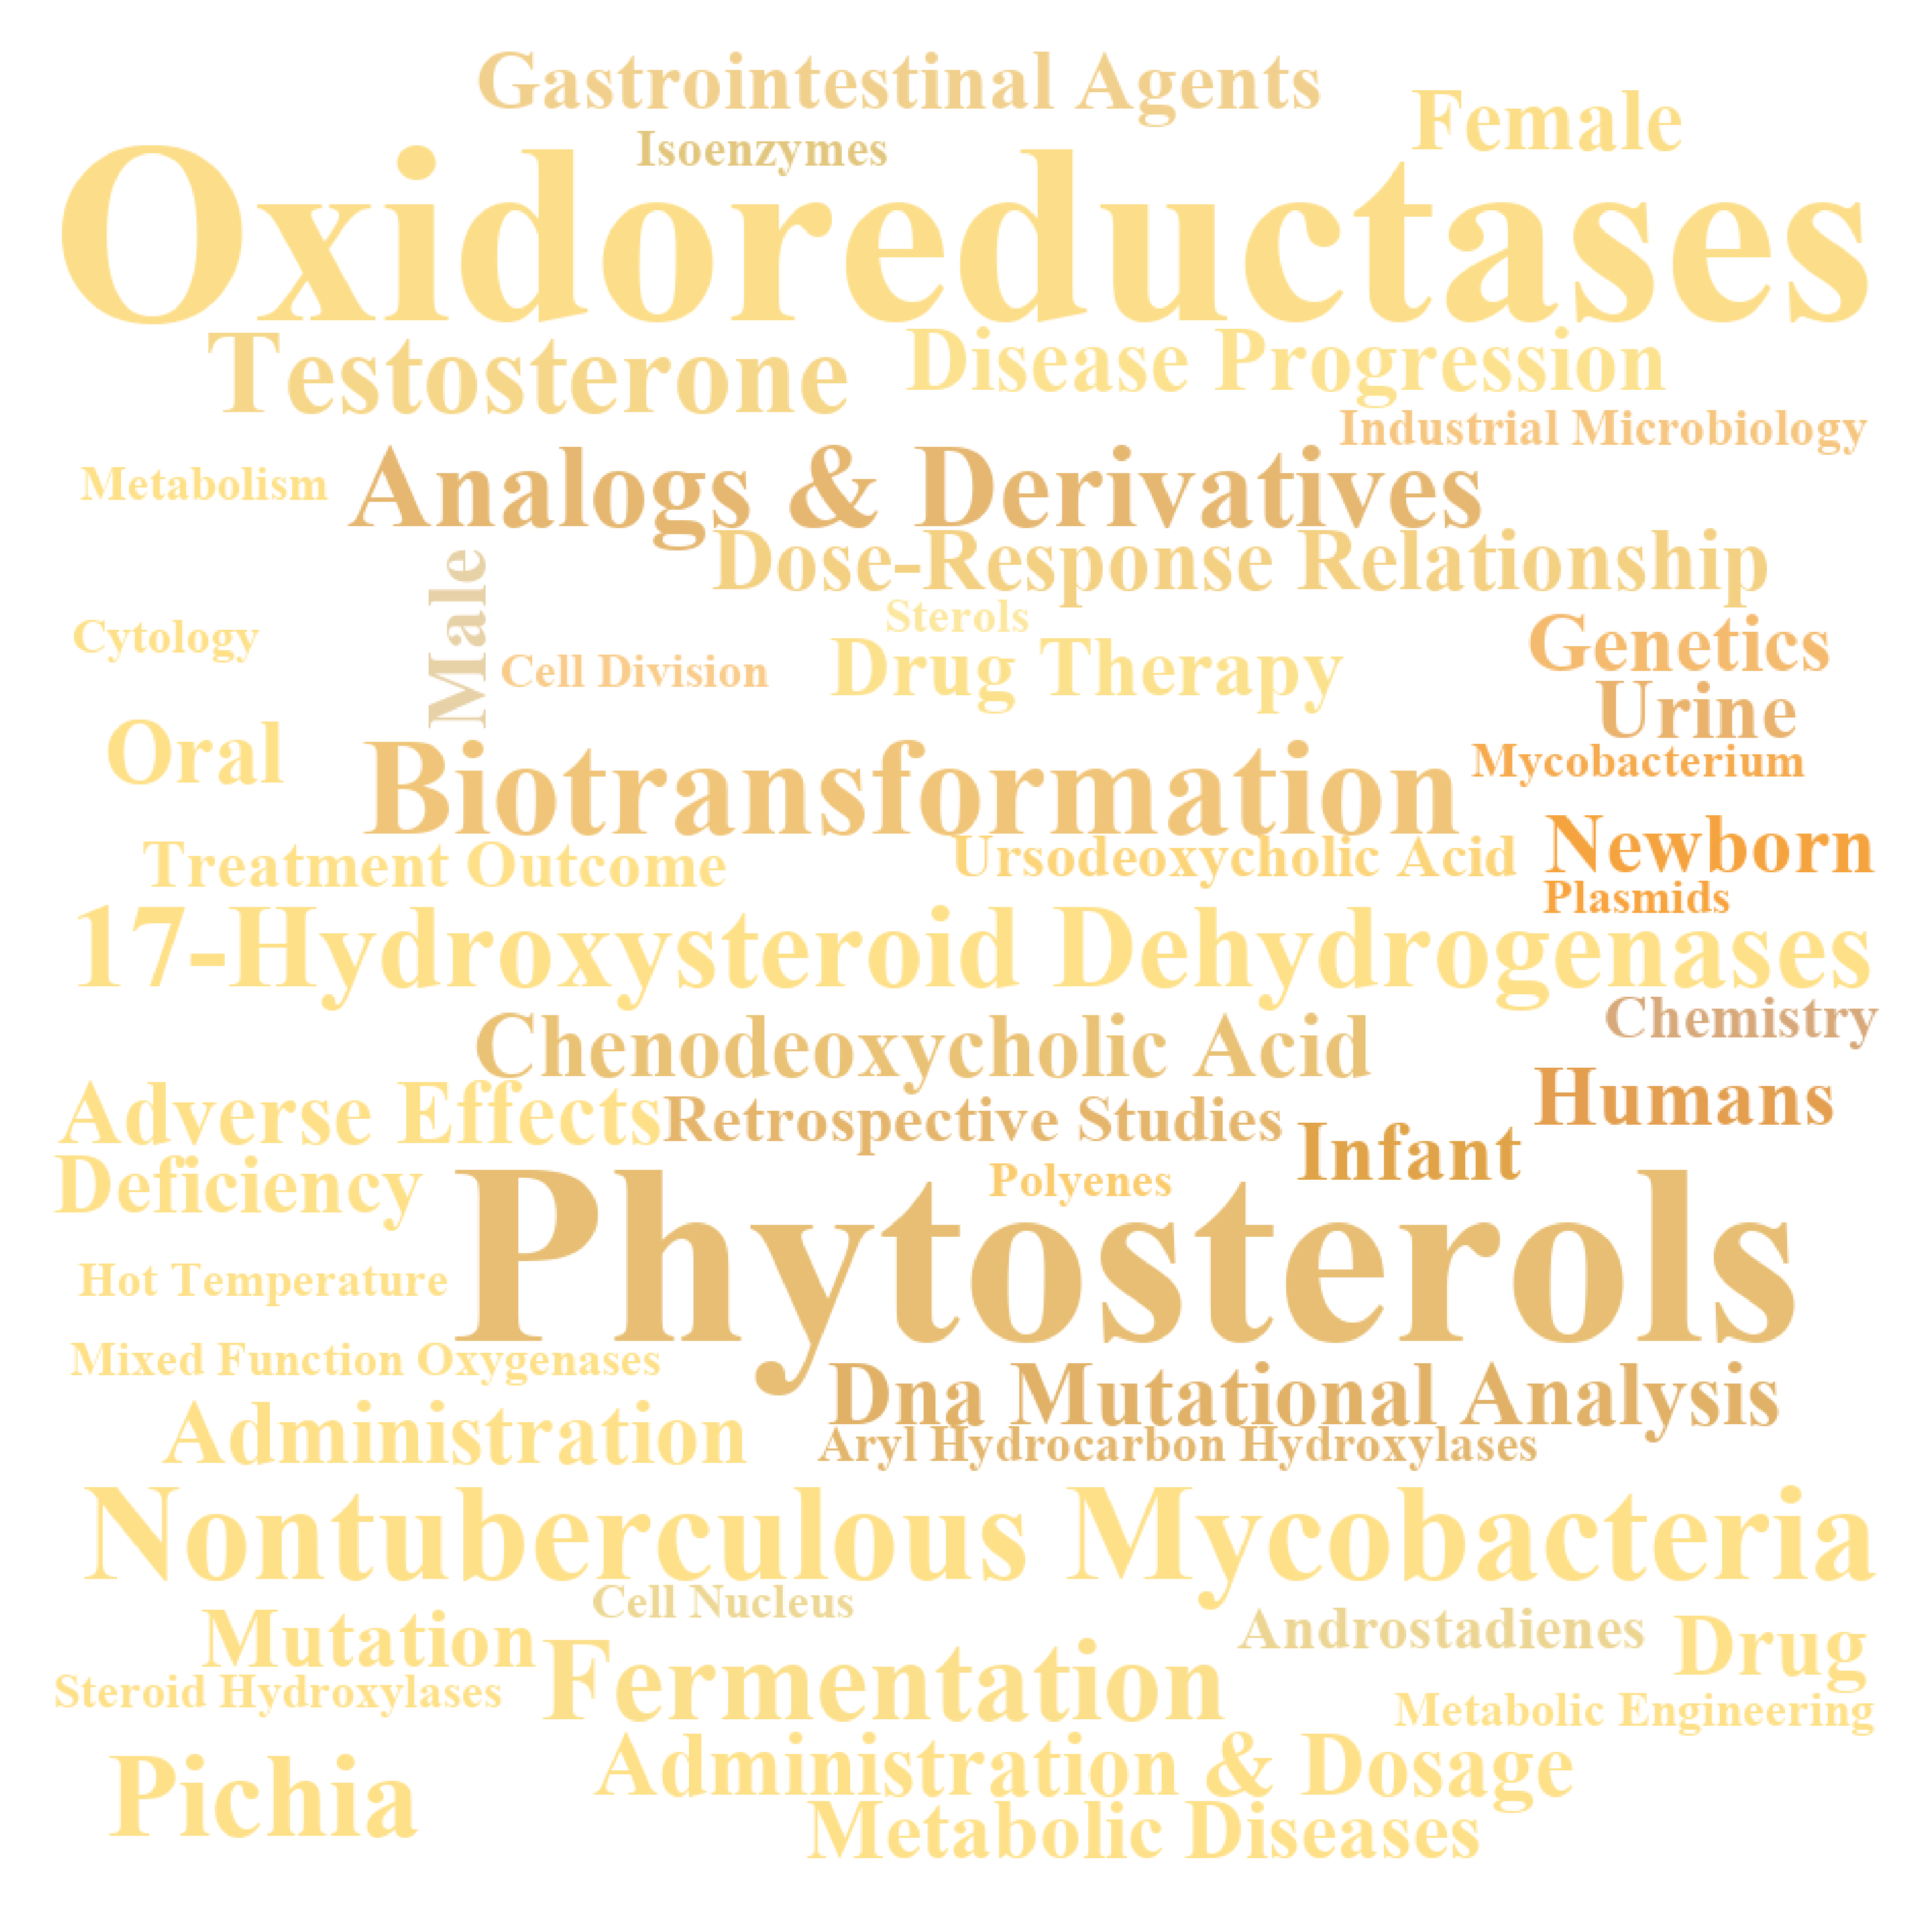 Gastrointestinal Agents
Female
Isoenzymes
Oxidoreductases
Testosterone
Disease Progression
Industrial Microbiology
Metabolism
Analogs & Derivatives
Male
Dose-Response Relationship
Sterols
Cytology
Cell Division
Drug Therapy
Genetics
Urine
Oral
Biotransformation
Mycobacterium
Treatment Outcome
Ursodeoxycholic Acid
Newborn
Plasmids
17-Hydroxysteroid Dehydrogenases
Chemistry
Chenodeoxycholic Acid
Humans
Adverse Effects
Retrospective Studies
Infant
Deficiency
Polyenes
Phytosterols
Hot Temperature
Mixed Function Oxygenases
Dna Mutational Analysis
Administration
Aryl Hydrocarbon Hydroxylases
Nontuberculous Mycobacteria
Cell Nucleus
Mutation
Androstadienes
Drug
Steroid Hydroxylases
Fermentation
Metabolic Engineering
Administration & Dosage
Pichia
Metabolic Diseases